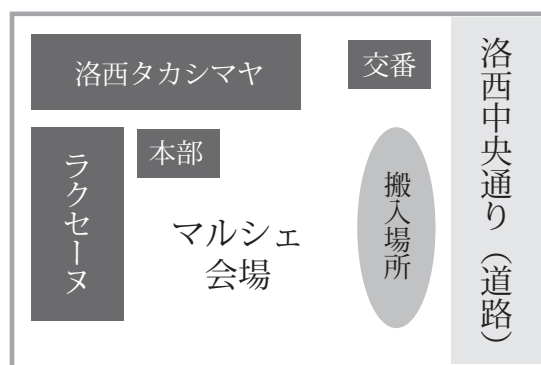 洛西タカシマヤ
交番
洛西中央通り（道路）
ラクセーヌ
本部
マルシェ
会場
搬入場所